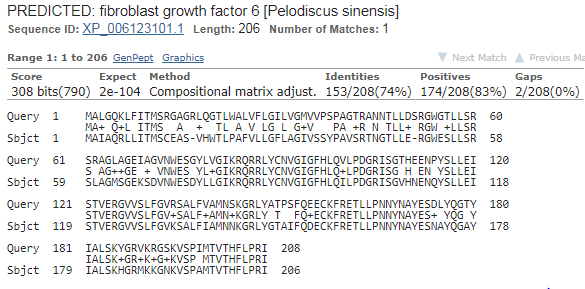 PREDICTED: fibroblast growth factor 6 [Pelodiscus sinensis]
Sequence ID: XP_006123101.1 Length: 206 Number of Matches: 1
Range 1: 1 to 206 GenPept Graphics Next Match Previous Ma
Score Expect Method Identities Positives Gaps
308 bits(790) 2e-104 Compositional matrix adjust. 153/208(74%) 174/208(83%) 2/208(0%)
Query 1 MALGQKLFITMSRGAGRLQGTLWALVFLGILVGMVVPSPAGTRANNTLLDSRGWGTLLSR 60
MA+ Q+L ITMS A + TL A V LG L G+V PA +R N TLL+ RGW +LLSR
Sbjct 1 MAIAQRLLITMSCEAS-VHWTLPAFVLLGFLAGIVSSYPAVSRTNGTLLE-RGWESLLSR 58
Query 61 SRAGLAGEIAGVNWESGYLVGIKRQRRLYCNVGIGFHLQVLPDGRISGTHEENPYSLLEI 120
S AG++GE + VNWES YL+GIKRQRRLYCNVGIGFHLQ+LPDGRISG H EN YSLLEI
Sbjct 59 SLAGMSGEKSDVNWESDYLLGIKRQRRLYCNVGIGFHLQILPDGRISGVHNENQYSLLEI 118
Query 121 STVERGVVSLFGVRSALFVAMNSKGRLYATPSFQEECKFRETLLPNNYNAYESDLYQGTY 180
STVERGVVSLFGV+SALF+AMN+KGRLY T FQ+ECKFRETLLPNNYNAYES+ YQG Y
Sbjct 119 STVERGVVSLFGVKSALFIAMNNKGRLYGTAIFQDECKFRETLLPNNYNAYESNAYQGAY 178
Query 181 IALSKYGRVKRGSKVSPIMTVTHFLPRI 208
IALSK+GR+K+G+KVSP MTVTHFLPRI
Sbjct 179 IALSKHGRMKKGNKVSPAMTVTHFLPRI 206